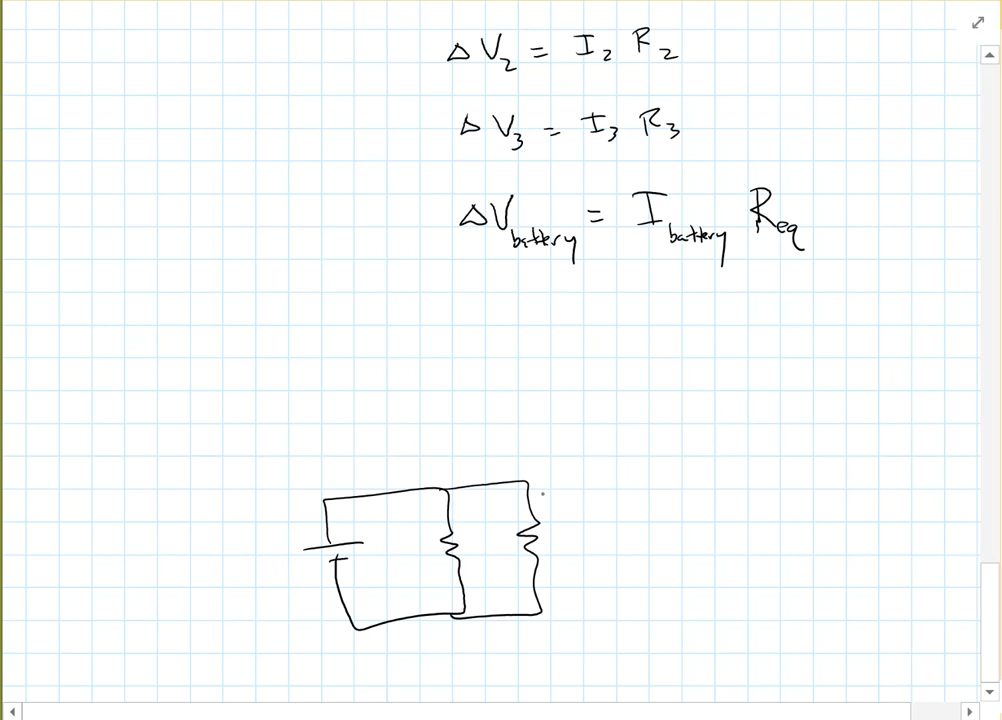 ΔV₂ = I₂ R₂
ΔV₃ = I₃ R₃
ΔV_battery = I_battery R_eq